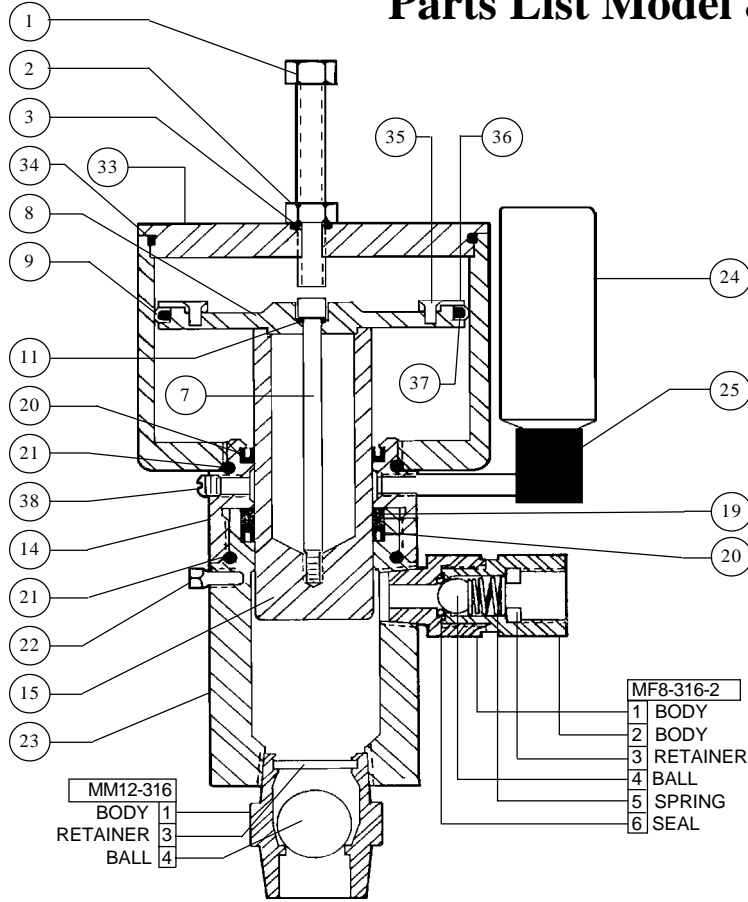 Parts List Model
1
2
3
34
33
35
36
8
24
9
11
7
37
25
20
21
38
19
14
20
21
22
15
23
MF8-316-2
1 BODY
2 BODY
3 RETAINER
4 BALL
5 SPRING
6 SEAL
MM12-316
BODY 1
RETAINER 3
BALL 4